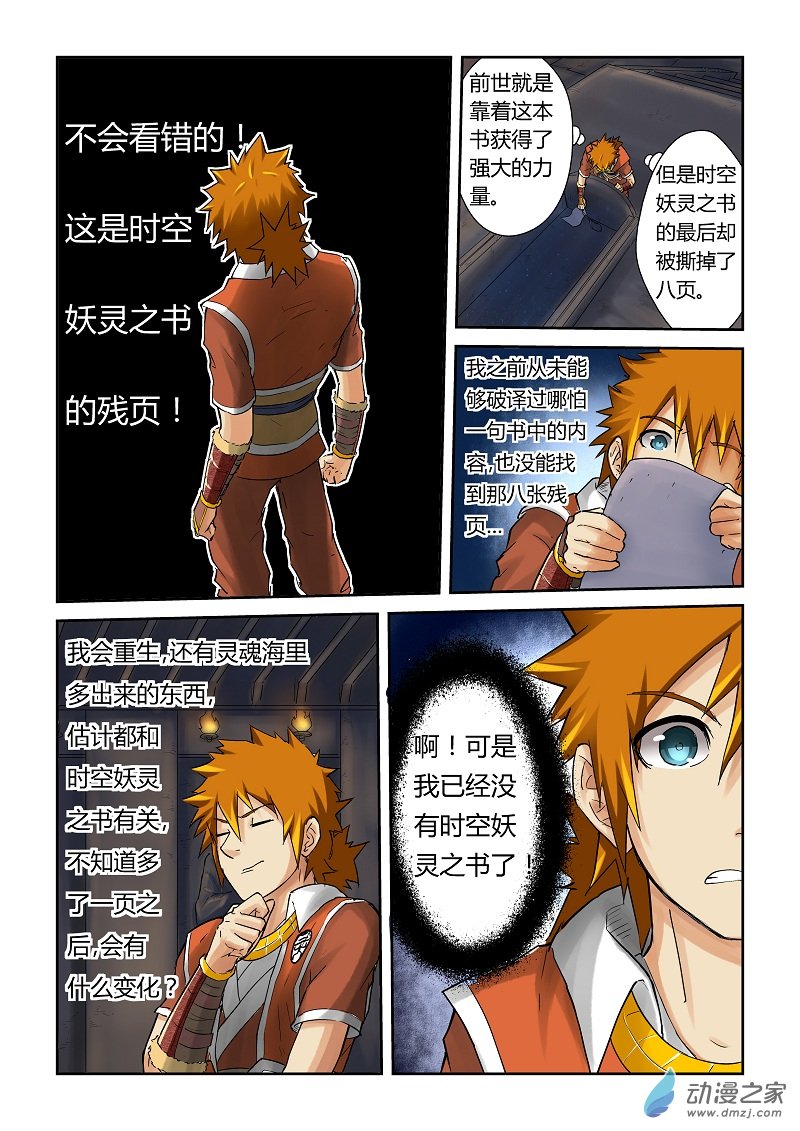 不会看错的！
这是时空
妖灵之书
的残页！
前世就是
靠着这本
书获得了
强大的力
量。
但是时空
妖灵之书
的最后却
被撕掉了
八页。
我之前从未能
够破译过哪怕
一句书中的内
容,也没能找
到那八张残
页...
我会重生,还有灵魂海里
多出来的东西,
估计都和
时空妖灵
之书有关,
不知道多
了一页之
后,会有
什么变化？
啊！可是
我已经没
有时空妖
灵之书了！
动漫之家
www.dmzj.com